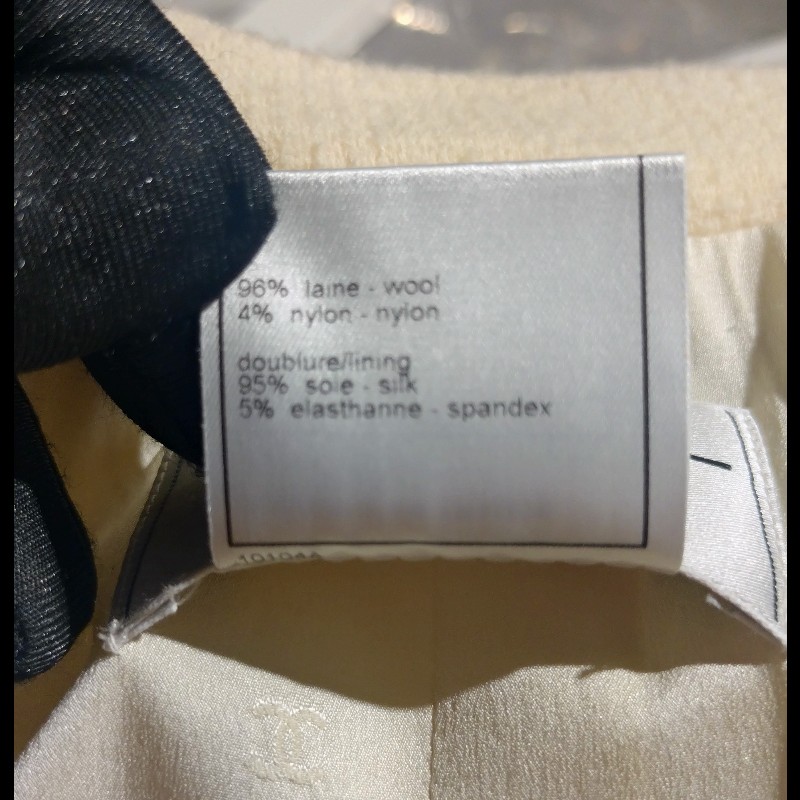 96% laine - wool
4% nylon - nylon
doublure/lining
95% soie - silk
5% elasthanne - spandex